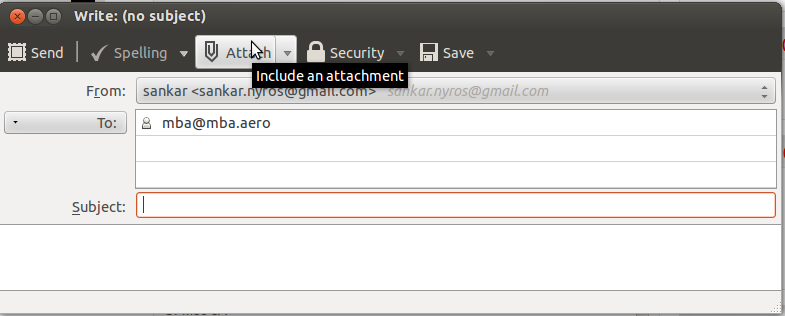 Write: (no subject)
Send Spelling Attach Security Save
Include an attachment
From: sankar <sankar.nyros@gmail.com> sankar.nyros@gmail.com
To: mba@mba.aero
Subject: